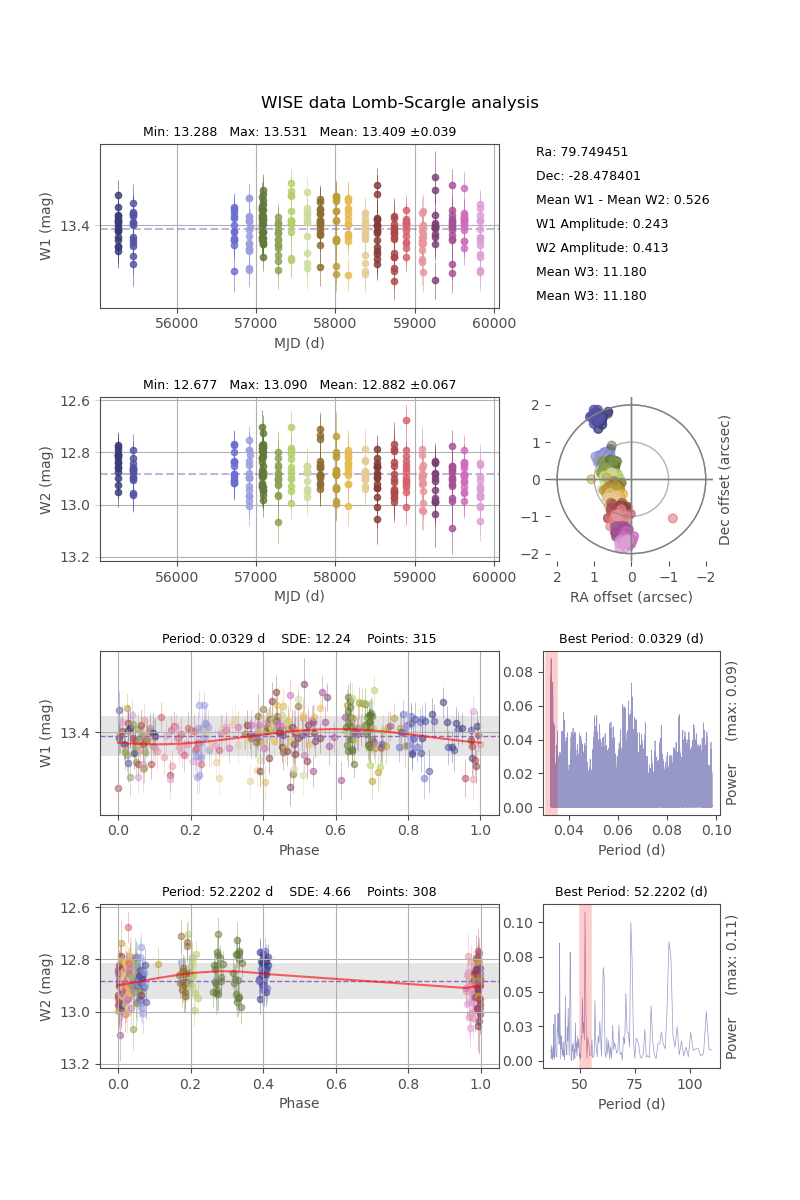 WISE data Lomb-Scargle analysis
Min: 13.288   Max: 13.531   Mean: 13.409 ±0.039
W1 (mag)
13.4
56000 57000 58000 59000 60000
MJD (d)
Ra: 79.749451
Dec: -28.478401
Mean W1 - Mean W2: 0.526
W1 Amplitude: 0.243
W2 Amplitude: 0.413
Mean W3: 11.180
Mean W3: 11.180
Min: 12.677   Max: 13.090   Mean: 12.882 ±0.067
W2 (mag)
12.6
12.8
13.0
13.2
56000 57000 58000 59000 60000
MJD (d)
2
1
0
−1
−2
2 1 0 −1 −2
RA offset (arcsec)
Dec offset (arcsec)
Period: 0.0329 d    SDE: 12.24    Points: 315
W1 (mag)
13.4
0.0 0.2 0.4 0.6 0.8 1.0
Phase
Best Period: 0.0329 (d)
0.08
0.06
0.04
0.02
0.00
0.04 0.06 0.08 0.10
Period (d)
Power    (max: 0.09)
Period: 52.2202 d    SDE: 4.66    Points: 308
W2 (mag)
12.6
12.8
13.0
13.2
0.0 0.2 0.4 0.6 0.8 1.0
Phase
Best Period: 52.2202 (d)
0.10
0.08
0.05
0.03
0.00
50 75 100
Period (d)
Power    (max: 0.11)